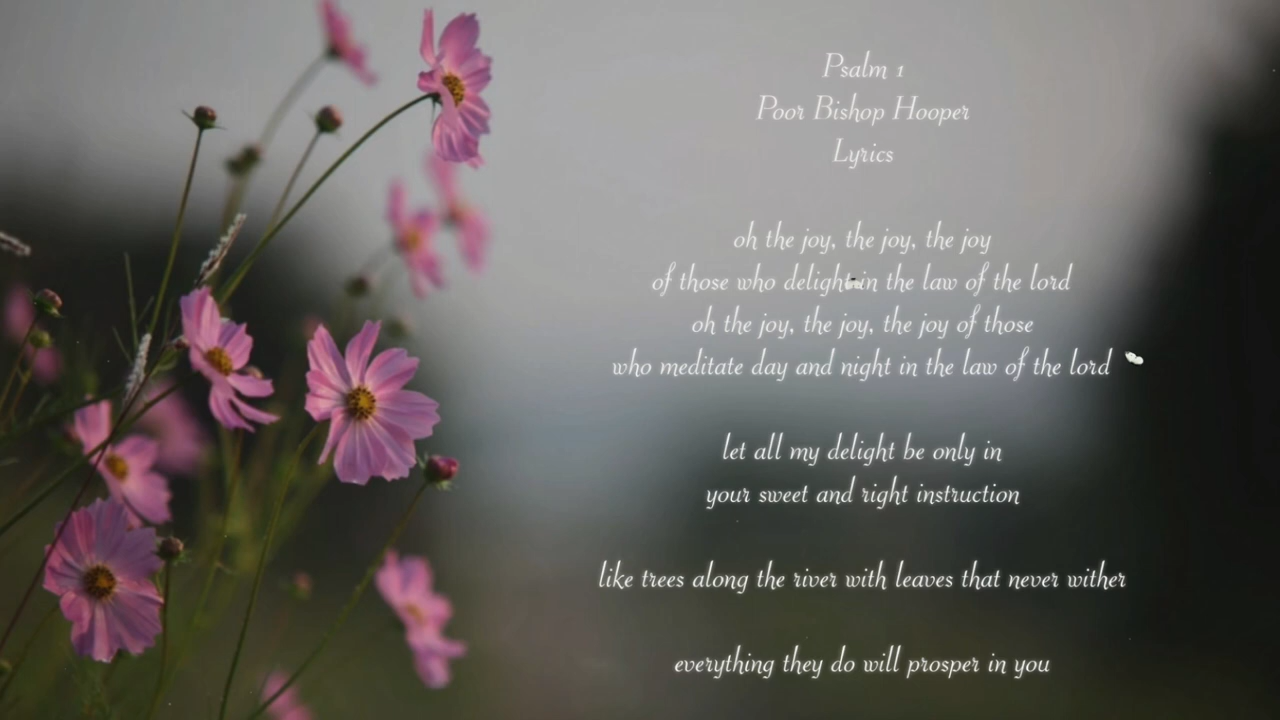 Psalm 1
Poor Bishop Hooper
Lyrics
oh the joy, the joy, the joy
of those who delight in the law of the lord
oh the joy, the joy, the joy of those
who meditate day and night in the law of the lord
let all my delight be only in
your sweet and right instruction
like trees along the river with leaves that never wither
everything they do will prosper in you